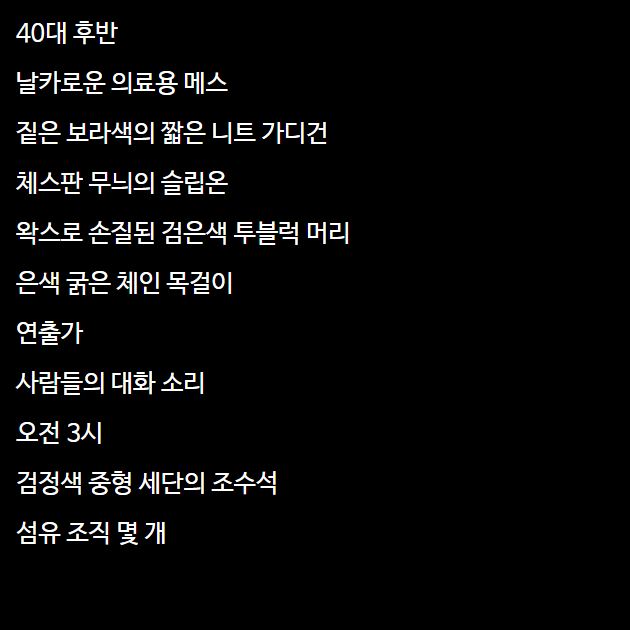 40대 후반
날카로운 의료용 메스
짙은 보라색의 짧은 니트 가디건
체스판 무늬의 슬립온
왁스로 손질된 검은색 투블럭 머리
은색 굵은 체인 목걸이
연출가
사람들의 대화 소리
오전 3시
검정색 중형 세단의 조수석
섬유 조직 몇 개